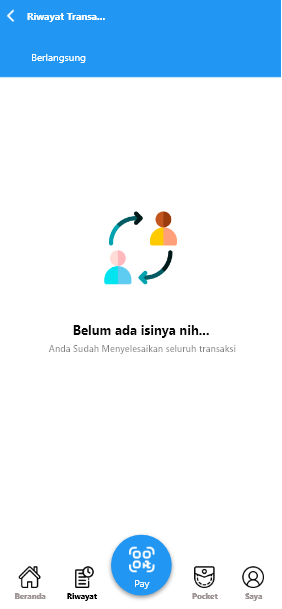 Riwayat Transa...
Berlangsung
Belum ada isinya nih...
Anda Sudah Menyelesaikan seluruh transaksi
Pay
Beranda
Riwayat
Pocket
Saya